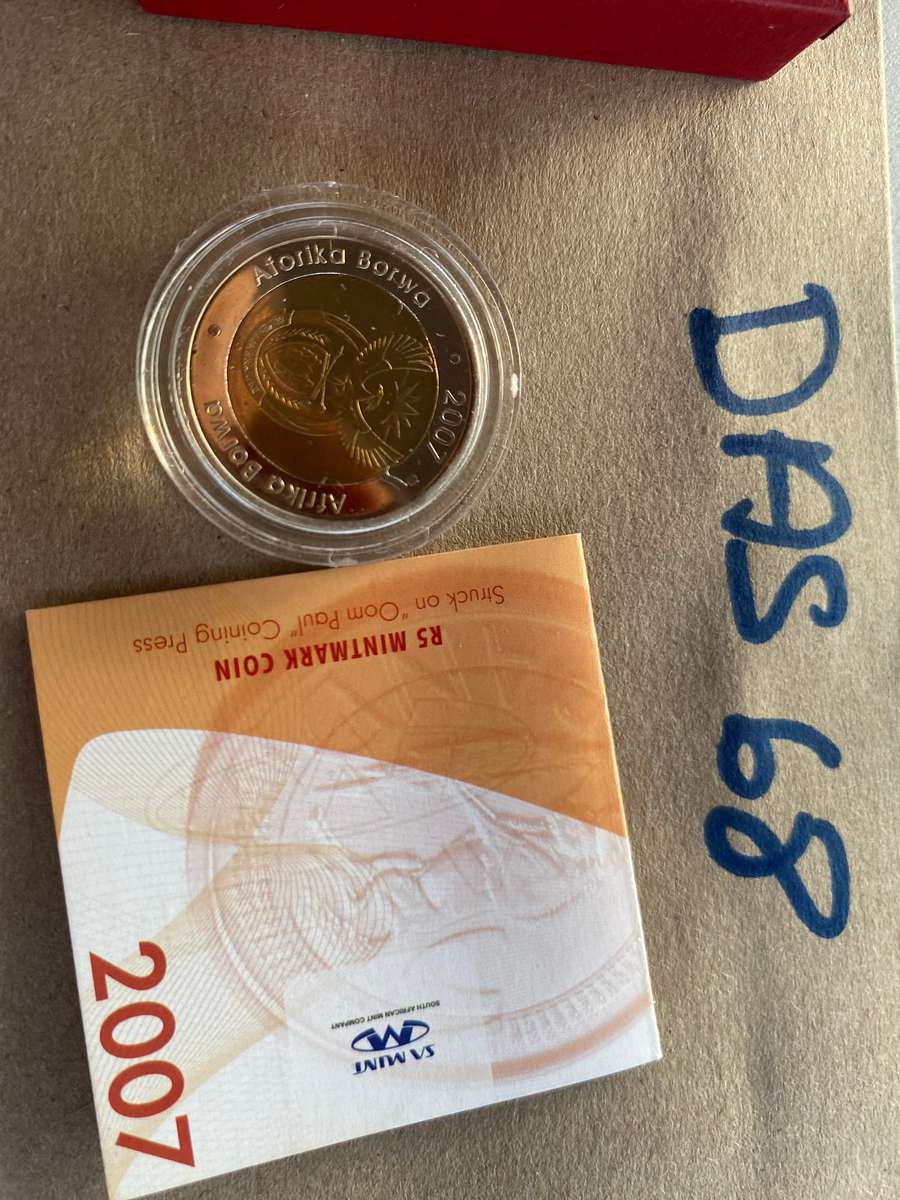 Aforika Borwa
2007
Afrika Borwa
DAS 68
R5 MINTMARK COIN
Struck on "Oom Paul" Coining Press
SA MINT
SOUTH AFRICAN MINT COMPANY
2007